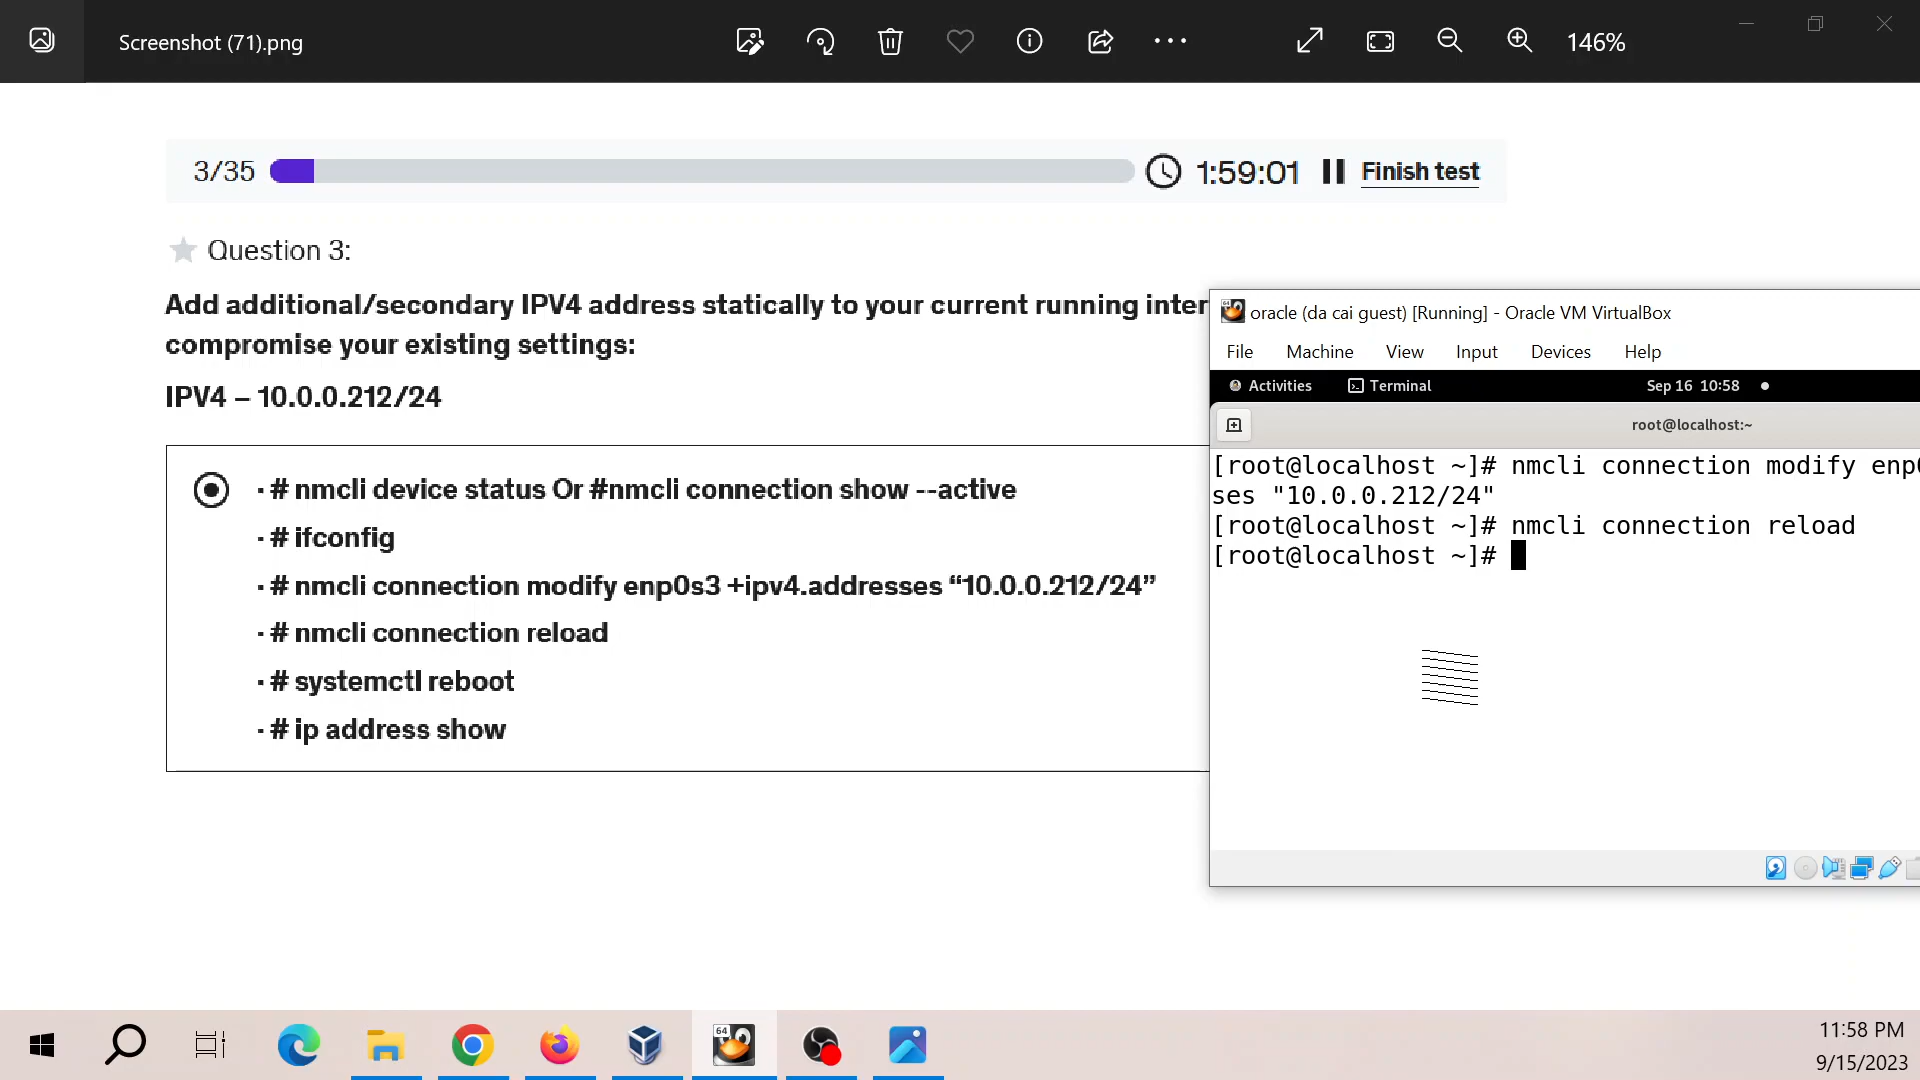 Screenshot (71).png
146%
3/35
1:59:01
Finish test
Question 3:
Add additional/secondary IPV4 address statically to your current running
compromise your existing settings:
IPV4 – 10.0.0.212/24
· # nmcli device status Or #nmcli connection show --active
· # ifconfig
· # nmcli connection modify enp0s3 +ipv4.addresses “10.0.0.212/24”
· # nmcli connection reload
· # systemctl reboot
· # ip address show
oracle (da cai guest) [Running] - Oracle VM VirtualBox
File Machine View Input Devices Help
Activities Terminal Sep 16 10:58
root@localhost:~
[root@localhost ~]# nmcli connection modify
ses "10.0.0.212/24"
[root@localhost ~]# nmcli connection reload
[root@localhost ~]#
64
11:58 PM
9/15/2023